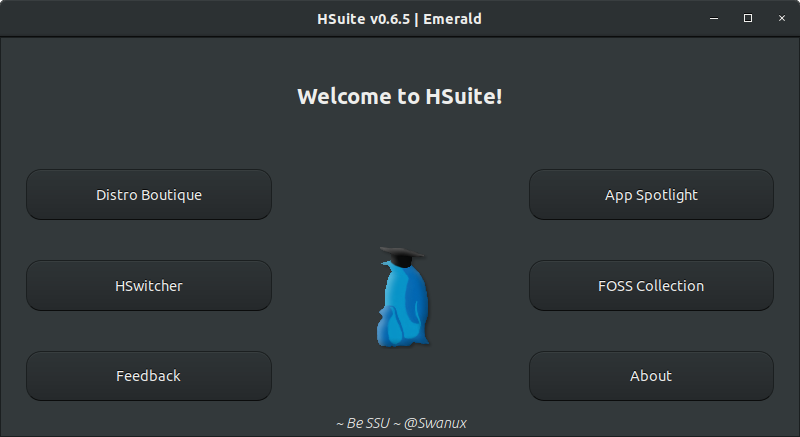 HSuite v0.6.5 | Emerald
Welcome to HSuite!
Distro Boutique
App Spotlight
HSwitcher
FOSS Collection
Feedback
About
~ Be SSU ~ @Swanux